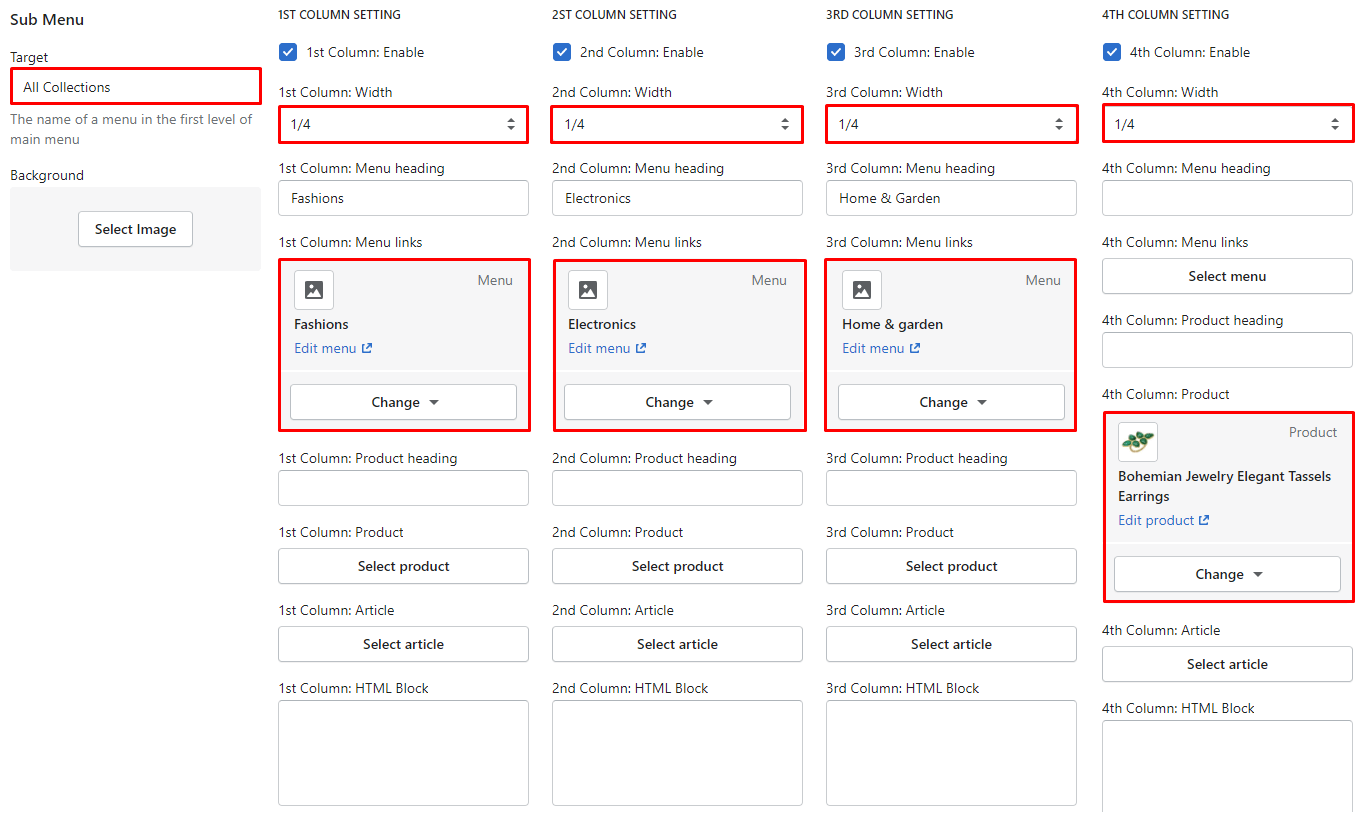 Sub Menu
Target
All Collections
The name of a menu in the first level of
main menu
Background
Select Image
1ST COLUMN SETTING
1st Column: Enable
1st Column: Width
1/4
1st Column: Menu heading
Fashions
1st Column: Menu links
Menu
Fashions
Edit menu
Change
1st Column: Product heading
1st Column: Product
Select product
1st Column: Article
Select article
1st Column: HTML Block
2ST COLUMN SETTING
2nd Column: Enable
2nd Column: Width
1/4
2nd Column: Menu heading
Electronics
2nd Column: Menu links
Menu
Electronics
Edit menu
Change
2nd Column: Product heading
2nd Column: Product
Select product
2nd Column: Article
Select article
2nd Column: HTML Block
3RD COLUMN SETTING
3rd Column: Enable
3rd Column: Width
1/4
3rd Column: Menu heading
Home & Garden
3rd Column: Menu links
Menu
Home & garden
Edit menu
Change
3rd Column: Product heading
3rd Column: Product
Select product
3rd Column: Article
Select article
3rd Column: HTML Block
4TH COLUMN SETTING
4th Column: Enable
4th Column: Width
1/4
4th Column: Menu heading
4th Column: Menu links
Select menu
4th Column: Product heading
4th Column: Product
Product
Bohemian Jewelry Elegant Tassels
Earrings
Edit product
Change
4th Column: Article
Select article
4th Column: HTML Block